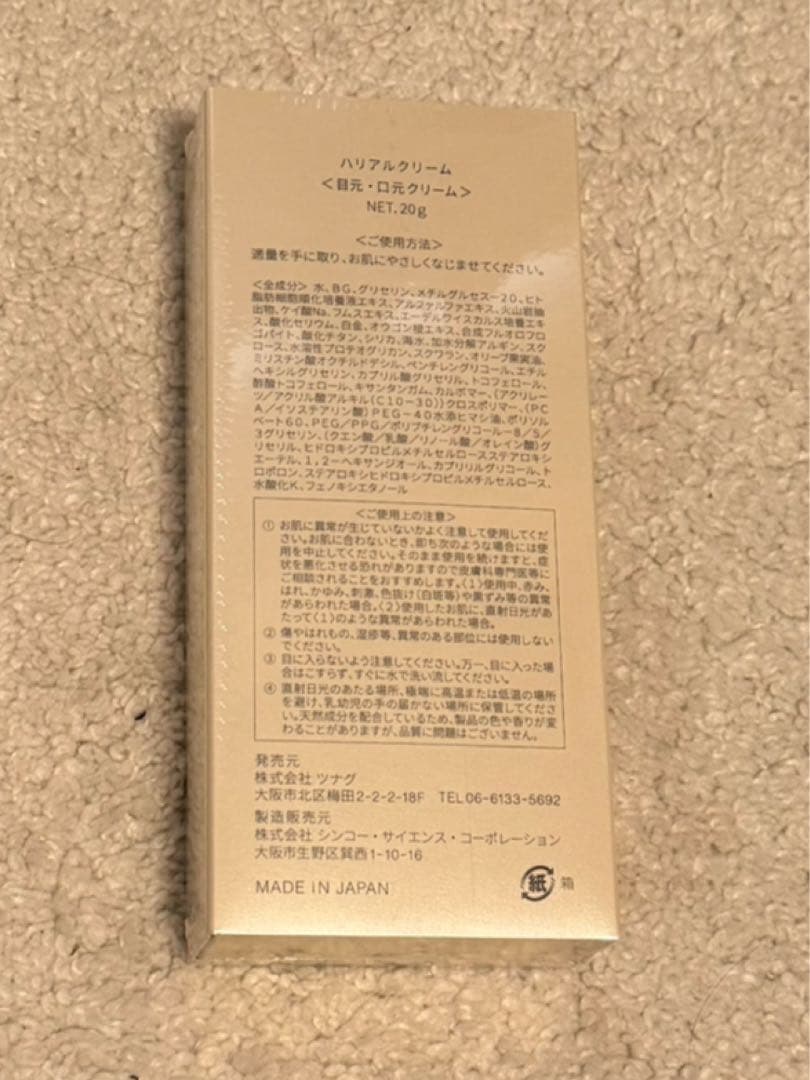 ハリアルクリーム
＜目元・口元クリーム＞
NET.20g
＜ご使用方法＞
適量を手に取り、お肌にやさしくなじませてください。
＜全成分＞ 水、BG、グリセリン、メチルグルセス－20、ヒト
脂肪細胞順化培養液エキス、アルファルファエキス、火山岩抽
出物、ケイ酸Na、フムスエキス、エーデルワイスカルス培養エキ
ス、酸化セリウム、白金、オウゴン根エキス、合成フルオロフロ
ゴパイト、酸化チタン、シリカ、海水、加水分解アルギン、スク
ロース、水溶性プロテオグリカン、スクワラン、オリーブ果実油、
ミリスチン酸オクチルドデシル、ペンチレングリコール、エチル
ヘキシルグリセリン、カプリル酸グリセリル、トコフェロール、
酢酸トコフェロール、キサンタンガム、カルボマー、（アクリレー
ツ／アクリル酸アルキル（C10－30））クロスポリマー、（PC
A／イソステアリン酸）PEG－40水添ヒマシ油、ポリソル
ベート60、PEG／PPG／ポリブチレングリコール－8／5／
3グリセリン、（クエン酸／乳酸／リノール酸／オレイン酸）グ
リセリル、ヒドロキシプロピルメチルセルロースステアロキシ
エーテル、1，2－ヘキサンジオール、カプリリルグリコール、ト
ロポロン、ステアロキシヒドロキシプロピルメチルセルロース、
水酸化K、フェノキシエタノール
＜ご使用上の注意＞
① お肌に異常が生じていないかよく注意して使用してくだ
さい。お肌に合わないとき、即ち次のような場合には使
用を中止してください。そのまま使用を続けますと、症
状を悪化させる恐れがありますので皮膚科専門医等に
ご相談されることをおすすめします。（1）使用中、赤み、
はれ、かゆみ、刺激、色抜け（白斑等）や黒ずみ等の異常
があらわれた場合。（2）使用したお肌に、直射日光があ
たって（1）のような異常があらわれた場合。
② 傷やはれもの、湿疹等、異常のある部位には使用しない
でください。
③ 目に入らないよう注意してください。万一、目に入った場
合はこすらず、すぐに水で洗い流してください。
④ 直射日光のあたる場所、極端に高温または低温の場所
を避け、乳幼児の手の届かない場所に保管してください。
天然成分を配合しているため、製品の色や香りが変
わることがありますが、品質に問題はございません。
発売元
株式会社 ツナグ
大阪市北区梅田2-2-2-18F TEL06-6133-5692
製造販売元
株式会社 シンコー・サイエンス・コーポレーション
大阪市生野区巽西1-10-16
MADE IN JAPAN
紙 箱